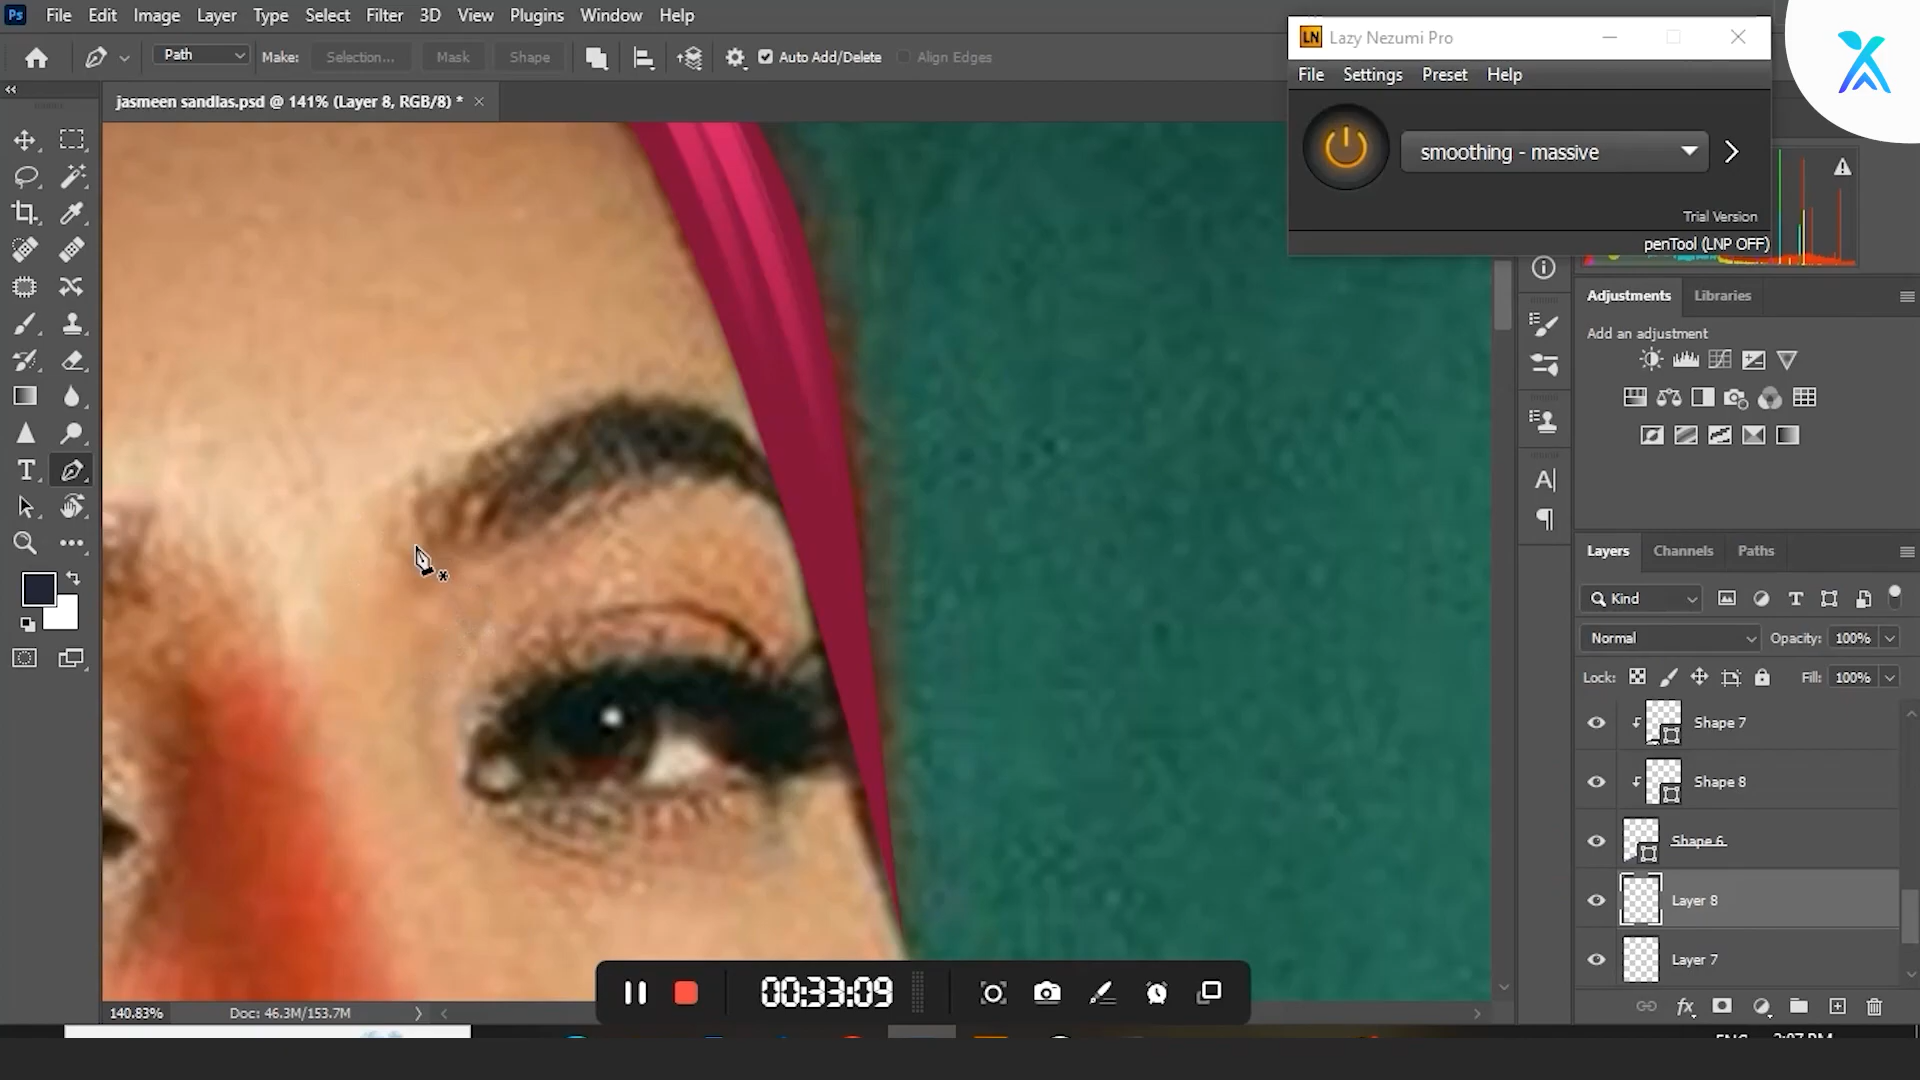 Ps File Edit Image Layer Type Select Filter 3D View Plugins Window Help
Path Make: Selection... Mask Shape Auto Add/Delete Align Edges
jasmeen sandlas.psd @ 141% (Layer 8, RGB/8) *
LN Lazy Nezumi Pro
File Settings Preset Help
smoothing - massive
Trial Version
penTool (LNP OFF)
Adjustments Libraries
Add an adjustment
Layers Channels Paths
Kind
Normal Opacity: 100%
Lock: Fill: 100%
Shape 7
Shape 8
Shape 6
Layer 8
Layer 7
00:33:09
140.83% Doc: 46.3M/153.7M